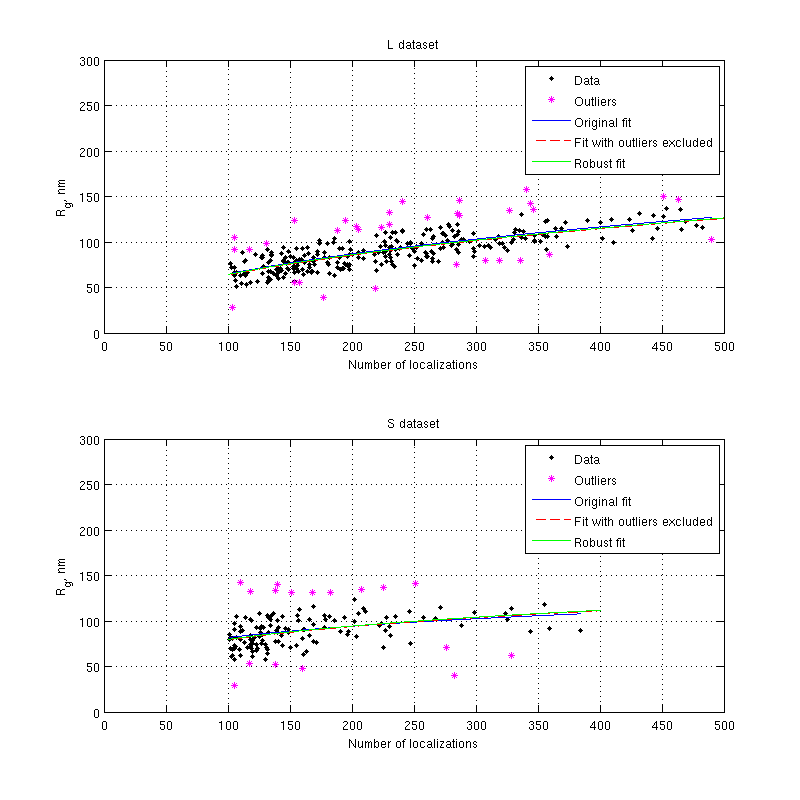 L dataset
300
250
200
150
100
50
0
Rg, nm
Data
Outliers
Original fit
Fit with outliers excluded
Robust fit
0 50 100 150 200 250 300 350 400 450 500
Number of localizations
S dataset
300
250
200
150
100
50
0
Rg, nm
Data
Outliers
Original fit
Fit with outliers excluded
Robust fit
0 50 100 150 200 250 300 350 400 450 500
Number of localizations